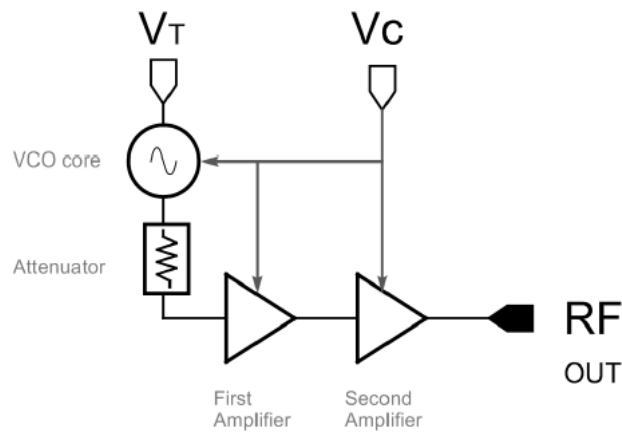 VT
Vc
VCO core
Attenuator
RF
OUT
First
Amplifier
Second
Amplifier